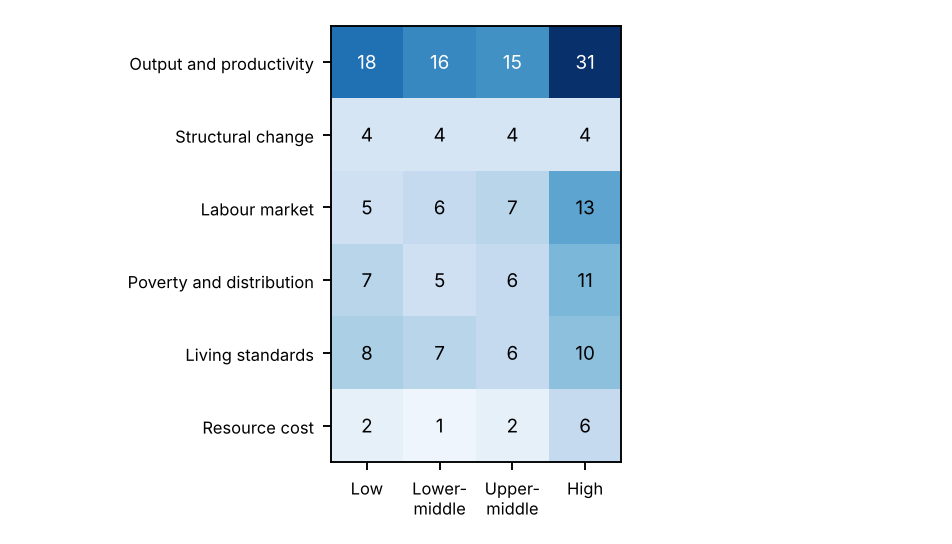 Output and productivity 18 16 15 31
Structural change 4 4 4 4
Labour market 5 6 7 13
Poverty and distribution 7 5 6 11
Living standards 8 7 6 10
Resource cost 2 1 2 6
Low Lower- Upper- High
middle middle